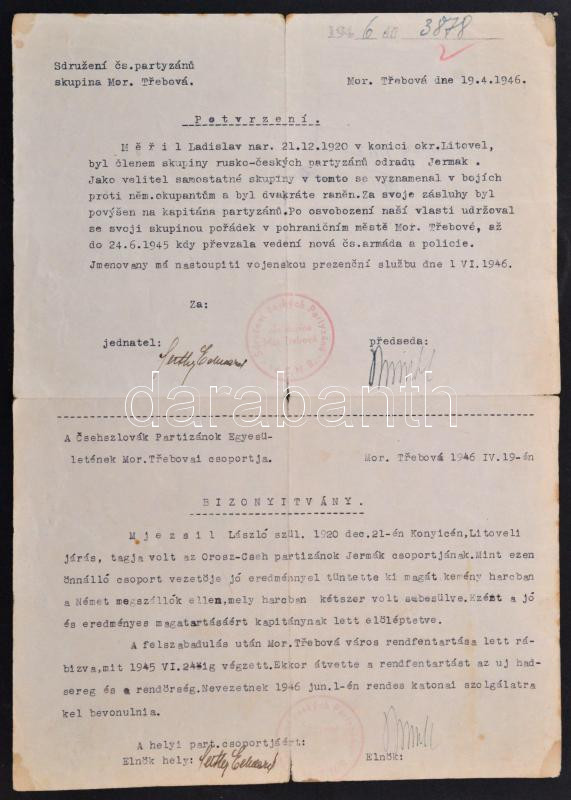 6 3878
2
Sdružení čs.partyzánů
skupina Mor. Třebová.
Mor. Třebová dne 19.4.1946.
Potvrzení.
Měřil Ladislav nar. 21.12.1920 v konici okr.Litovel,
byl členem skupiny rusko-českých partyzánů odradu Jermak .
Jako velitel samostatné skupiny v tomto se vyznamenal v bojích
proti něm.okupantům a byl dvakráte raněn.Za svoje zásluhy byl
povýšen na kapitána partyzánů.Po osvobození naší vlasti udržoval
se svoji skupinou pořádek v pohraničním městě Mor. Třebové, až
do 24.6.1945 kdy převzala vedení nová čs.armáda a policie.
Jmenovany má nastoupiti vojenskou prezenční službu dne 1 VI.1946.
Za:
jednatel:
předseda:
Mor. Třebová
darabanth
A Csehszlovák Partizánok Egyesü-
letének Mor.Třebovai csoportja.
Mor. Třebová 1946 IV.19-én
BIZONYITVÁNY.
Mjezsil László szül. 1920 dec.21-én Konyicén,Litoveli
járás, tagja volt az Orosz-Cseh partizánok Jermák csoportjának.Mint ezen
önnálló csoport vezetője jó eredménnyel tüntette ki magát kemény harcban
a Német megszállók ellen,mely harcban kétszer volt sebesülve.Ezért a jó
és eredményes magatartásáért kapitánynak lett előléptetve.
A felszabadulás után Mor.Třebová város rendfentartása lett rá-
bizva,mit 1945 VI.24-ig végzett.Ekkor átvette a rendfentartást az uj had-
sereg és a rendőrség.Nevezetnek 1946 jun.1-én rendes katonai szolgálatra
kel bevonulnia.
A helyi part.csoportjáért:
Elnök hely:
Elnök: